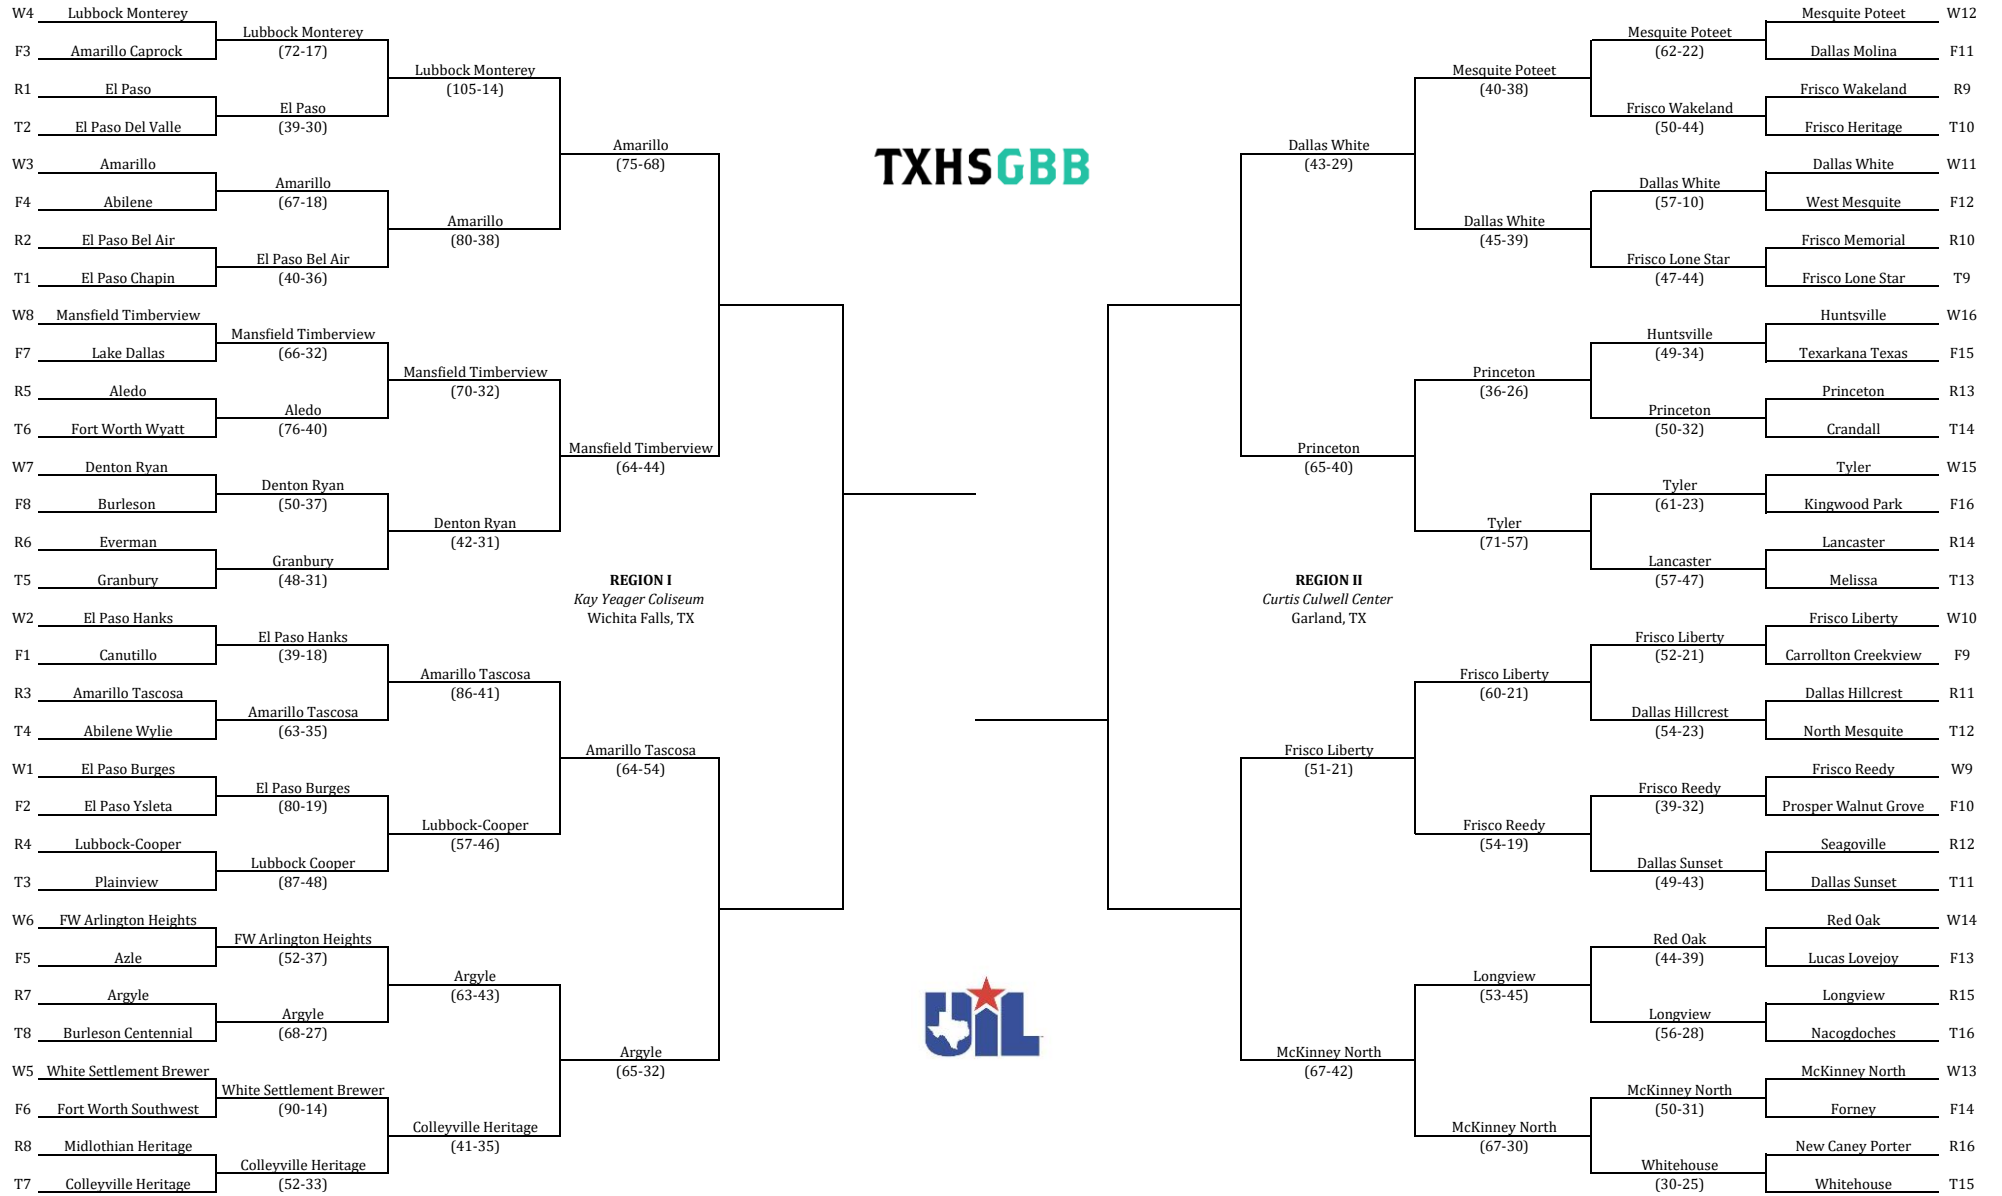 W4 Lubbock Monterey
F3 Amarillo Caprock
R1 El Paso
T2 El Paso Del Valle
W3 Amarillo
F4 Abilene
R2 El Paso Bel Air
T1 El Paso Chapin
W8 Mansfield Timberview
F7 Lake Dallas
R5 Aledo
T6 Fort Worth Wyatt
W7 Denton Ryan
F8 Burleson
R6 Everman
T5 Granbury
W2 El Paso Hanks
F1 Canutillo
R3 Amarillo Tascosa
T4 Abilene Wylie
W1 El Paso Burges
F2 El Paso Ysleta
R4 Lubbock-Cooper
T3 Plainview
W6 FW Arlington Heights
F5 Azle
R7 Argyle
T8 Burleson Centennial
W5 White Settlement Brewer
F6 Fort Worth Southwest
R8 Midlothian Heritage
T7 Colleyville Heritage
Lubbock Monterey
(72-17)
El Paso
(39-30)
Amarillo
(67-18)
El Paso Bel Air
(40-36)
Mansfield Timberview
(66-32)
Aledo
(76-40)
Denton Ryan
(50-37)
Granbury
(48-31)
El Paso Hanks
(39-18)
Amarillo Tascosa
(63-35)
El Paso Burges
(80-19)
Lubbock Cooper
(87-48)
FW Arlington Heights
(52-37)
Argyle
(68-27)
White Settlement Brewer
(90-14)
Colleyville Heritage
(52-33)
Lubbock Monterey
(105-14)
Amarillo
(80-38)
Mansfield Timberview
(70-32)
Denton Ryan
(42-31)
Amarillo Tascosa
(86-41)
Lubbock-Cooper
(57-46)
Argyle
(63-43)
Colleyville Heritage
(41-35)
Amarillo
(75-68)
Mansfield Timberview
(64-44)
REGION I
Kay Yeager Coliseum
Wichita Falls, TX
Amarillo Tascosa
(64-54)
Argyle
(65-32)
TXHSGBB
UIL
Dallas White
(43-29)
Princeton
(65-40)
REGION II
Curtis Culwell Center
Garland, TX
Frisco Liberty
(51-21)
McKinney North
(67-42)
Mesquite Poteet
(40-38)
Dallas White
(45-39)
Princeton
(36-26)
Tyler
(71-57)
Frisco Liberty
(60-21)
Frisco Reedy
(54-19)
Longview
(53-45)
McKinney North
(67-30)
Mesquite Poteet
(62-22)
Frisco Wakeland
(50-44)
Dallas White
(57-10)
Frisco Lone Star
(47-44)
Huntsville
(49-34)
Princeton
(50-32)
Tyler
(61-23)
Lancaster
(57-47)
Frisco Liberty
(52-21)
Dallas Hillcrest
(54-23)
Frisco Reedy
(39-32)
Dallas Sunset
(49-43)
Red Oak
(44-39)
Longview
(56-28)
McKinney North
(50-31)
Whitehouse
(30-25)
Mesquite Poteet W12
Dallas Molina F11
Frisco Wakeland R9
Frisco Heritage T10
Dallas White W11
West Mesquite F12
Frisco Memorial R10
Frisco Lone Star T9
Huntsville W16
Texarkana Texas F15
Princeton R13
Crandall T14
Tyler W15
Kingwood Park F16
Lancaster R14
Melissa T13
Frisco Liberty W10
Carrollton Creekview F9
Dallas Hillcrest R11
North Mesquite T12
Frisco Reedy W9
Prosper Walnut Grove F10
Seagoville R12
Dallas Sunset T11
Red Oak W14
Lucas Lovejoy F13
Longview R15
Nacogdoches T16
McKinney North W13
Forney F14
New Caney Porter R16
Whitehouse T15